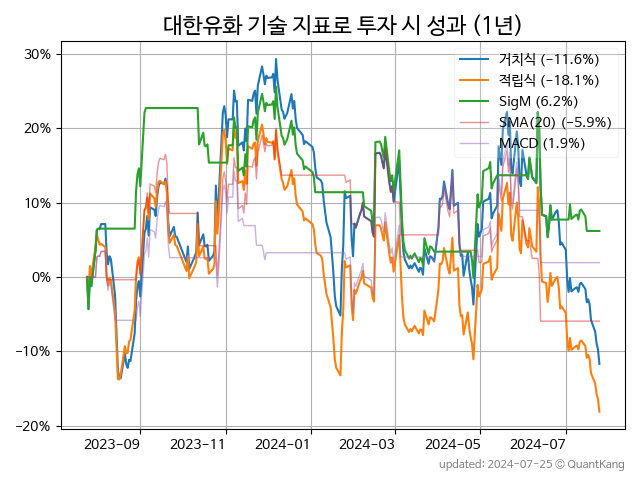 대한유화 기술 지표로 투자 시 성과 (1년)
30%
20%
10%
0%
−10%
−20%
거치식 (−11.6%)
적립식 (−18.1%)
SigM (6.2%)
SMA(20) (−5.9%)
MACD (1.9%)
2023−09 2023−11 2024−01 2024−03 2024−05 2024−07
updated: 2024−07−25 © QuantKang